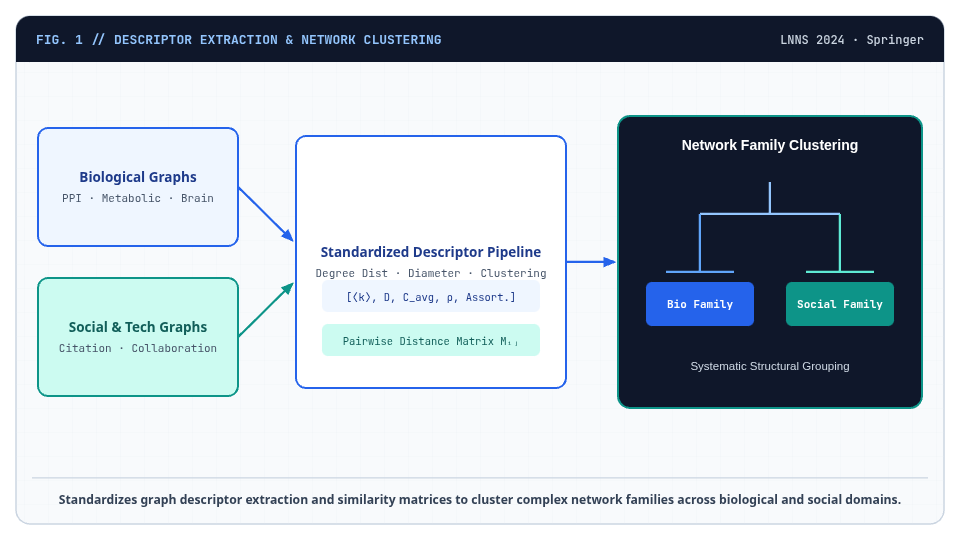 FIG. 1 // DESCRIPTOR EXTRACTION & NETWORK CLUSTERING
LNNS 2024 · Springer
Biological Graphs
PPI · Metabolic · Brain
Social & Tech Graphs
Citation · Collaboration
Standardized Descriptor Pipeline
Degree Dist · Diameter · Clustering
[⟨k⟩, D, C_avg, ρ, Assort.]
Pairwise Distance Matrix Mᵢⱼ
Network Family Clustering
Bio Family
Social Family
Systematic Structural Grouping
Standardizes graph descriptor extraction and similarity matrices to cluster complex network families across biological and social domains.